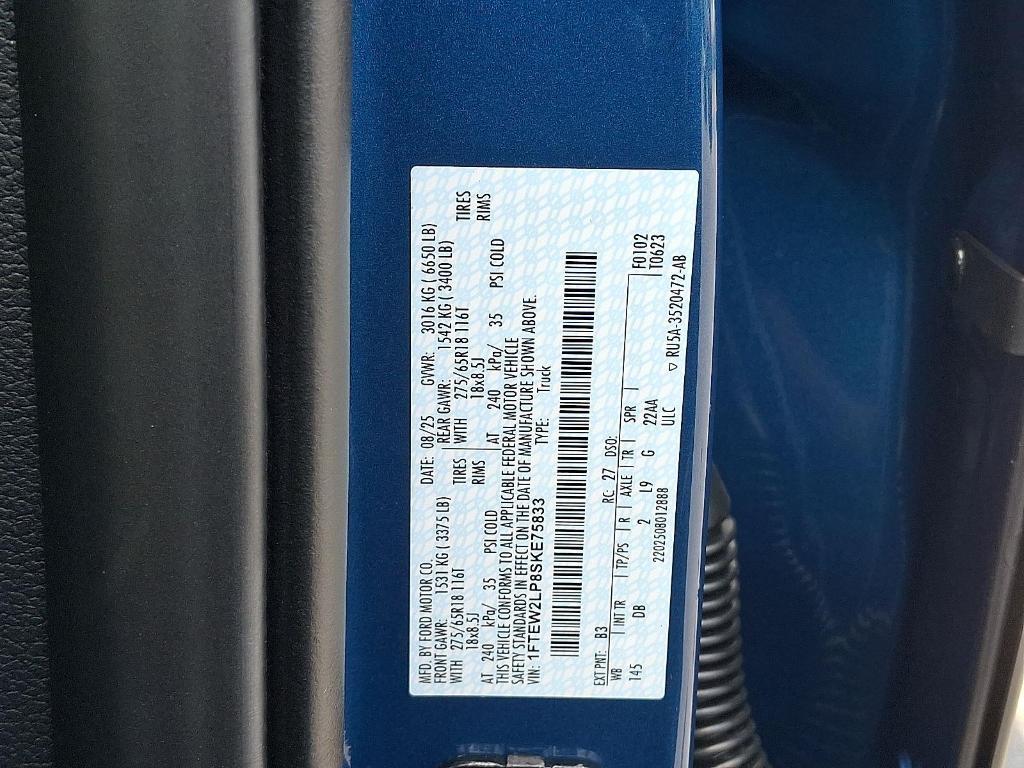 MFD. BY FORD MOTOR CO. DATE: 08/25 GVWR: 3016 KG ( 6650 LB)
FRONT GAWR: 1531 KG ( 3375 LB) REAR GAWR: 1542 KG ( 3400 LB)
WITH 275/65R18 116T TIRES WITH 275/65R18 116T TIRES
18x8.5J RIMS 18x8.5J RIMS
AT 240 kPa/ 35 PSI COLD AT 240 kPa/ 35 PSI COLD
THIS VEHICLE CONFORMS TO ALL APPLICABLE FEDERAL MOTOR VEHICLE
SAFETY STANDARDS IN EFFECT ON THE DATE OF MANUFACTURE SHOWN ABOVE.
VIN: 1FTEW2LP8SKE75833 TYPE: Truck
EXT PNT: B3 RC: 27 DSO: F0102
WB INT TR TP/PS R AXLE TR SPR T0623
145 DB 2 L9 G 22AA
2202508012888 ULC
▽ RU5A-3520472-AB